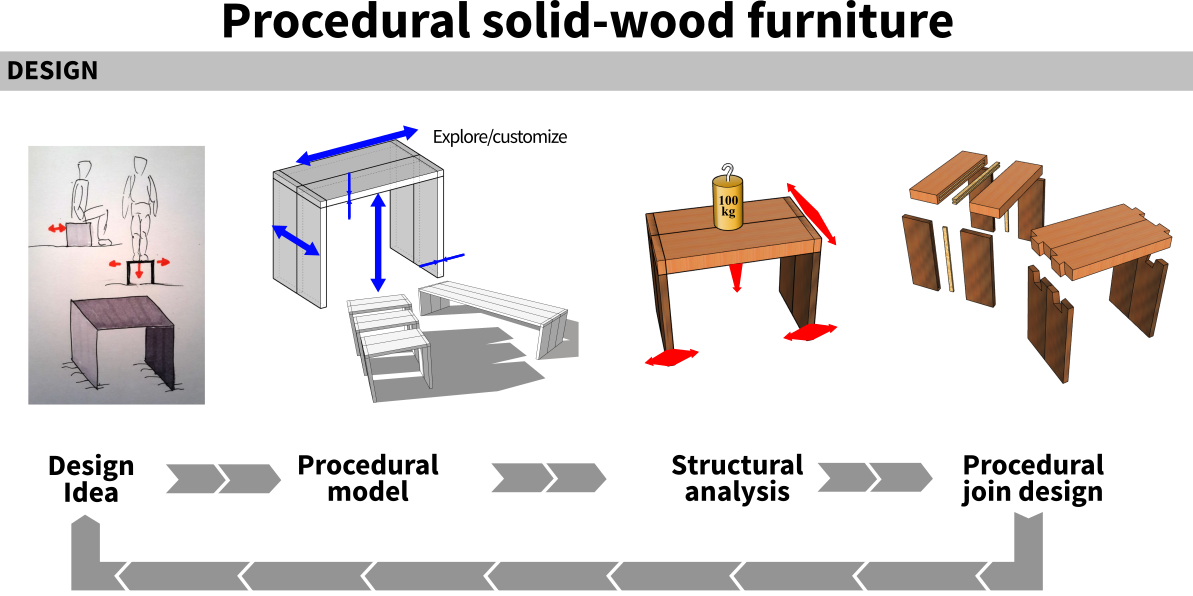 Procedural solid-wood furniture
DESIGN
Explore/customize
100
kg
Design
Idea
Procedural
model
Structural
analysis
Procedural
join design